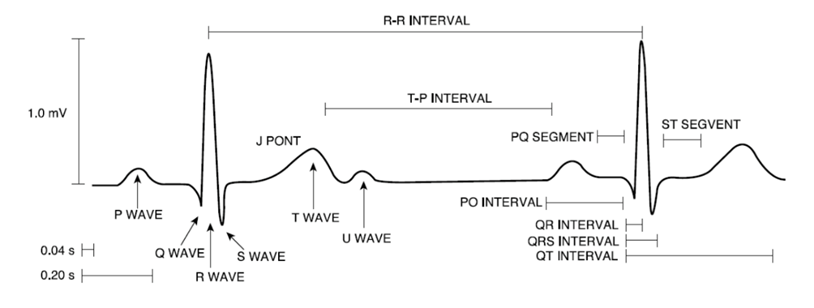 R-R INTERVAL
T-P INTERVAL
1.0 mV
J PONT
PQ SEGMENT
ST SEGVENT
P WAVE
Q WAVE
R WAVE
S WAVE
T WAVE
U WAVE
PO INTERVAL
QR INTERVAL
QRS INTERVAL
QT INTERVAL
0.04 s
0.20 s